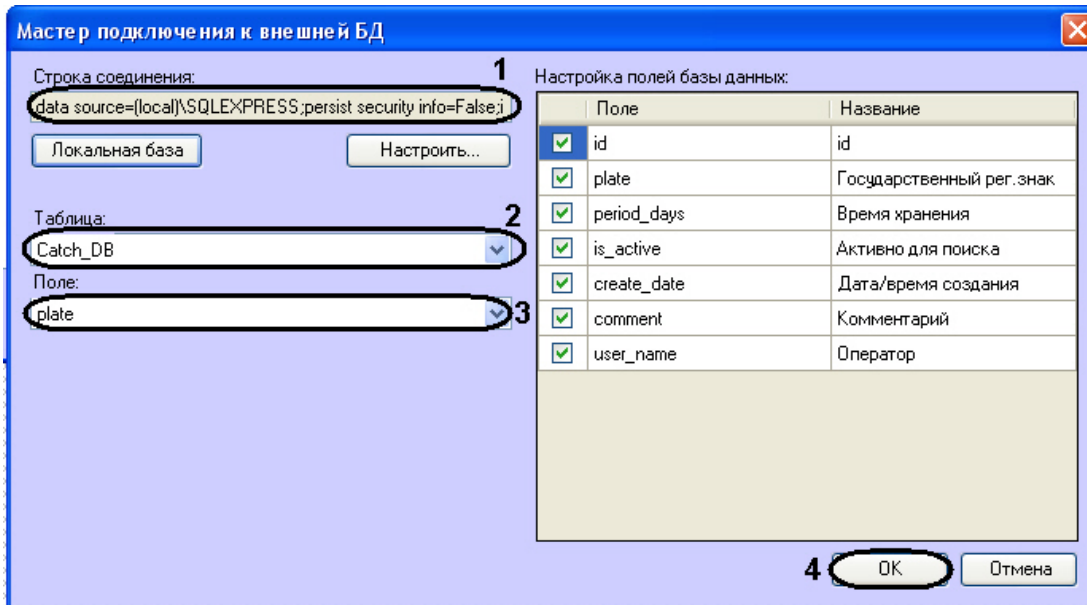 Мастер подключения к внешней БД
Строка соединения:
1
data source=(local)\SQLEXPRESS;persist security info=False;i
Локальная база
Настроить...
Таблица:
2
Catch_DB
Поле:
plate
3
Настройка полей базы данных:
Поле Название
id id
plate Государственный рег.знак
period_days Время хранения
is_active Активно для поиска
create_date Дата/время создания
comment Комментарий
user_name Оператор
4
OK
Отмена